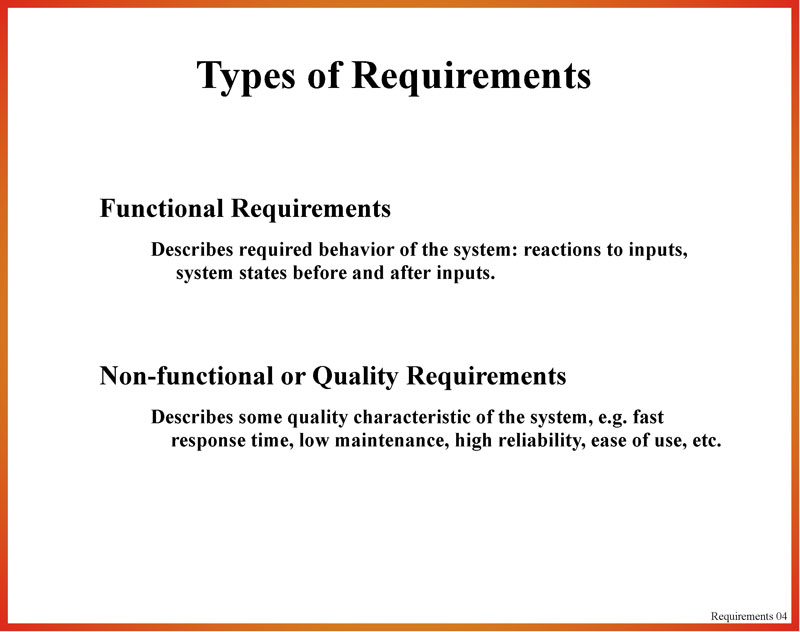 Types of Requirements
Functional Requirements
Describes required behavior of the system: reactions to inputs,
system states before and after inputs.
Non-functional or Quality Requirements
Describes some quality characteristic of the system, e.g. fast
response time, low maintenance, high reliability, ease of use, etc.
Requirements 04